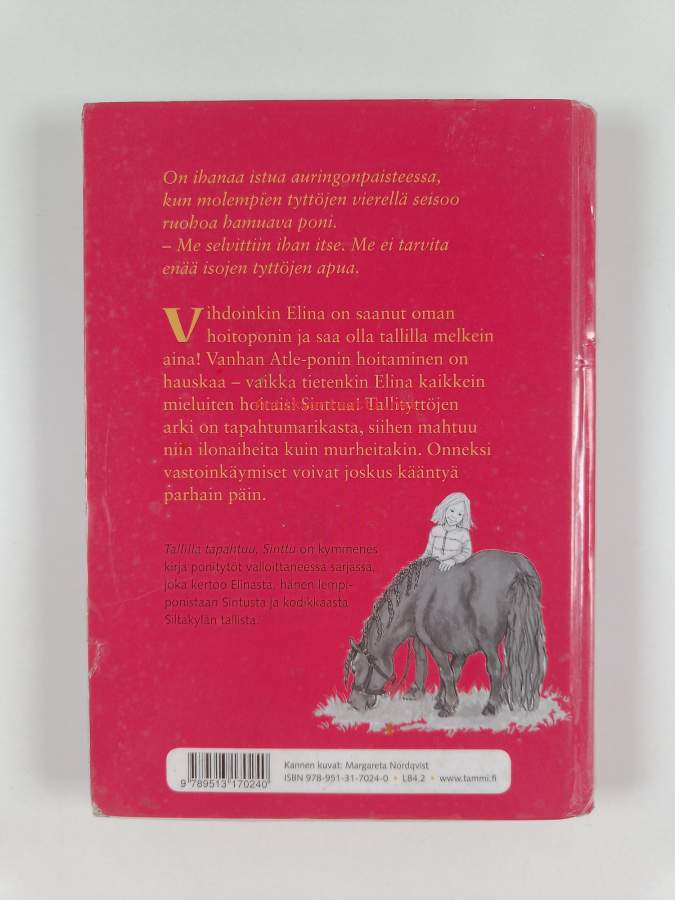 On ihanaa istua auringonpaisteessa,
kun molempien tyttöjen vierellä seisoo
ruohoa hamuava poni.
– Me selvittiin ihan itse. Me ei tarvita
enää isojen tyttöjen apua.
Vihdoinkin Elina on saanut oman
hoitoponin ja saa olla tallilla melkein
aina! Vanhan Atle-ponin hoitaminen on
hauskaa – vaikka tietenkin Elina kaikkein
mieluiten hoitaisi Sinttua! Tallityttöjen
arki on tapahtumarikasta, siihen mahtuu
niin ilonaiheita kuin murheitakin. Onneksi
vastoinkäymiset voivat joskus kääntyä
parhain päin.
Tallilla tapahtuu, Sinttu on kymmenes
kirja ponitytöt valloittaneessa sarjassa,
joka kertoo Elinasta, hänen lempi-
ponistaan Sintusta ja kodikkaasta
Siltakylän tallista.
Kannen kuvat: Margareta Nordqvist
ISBN 978-951-31-7024-0 • L84.2 • www.tammi.fi
9 789513 170240